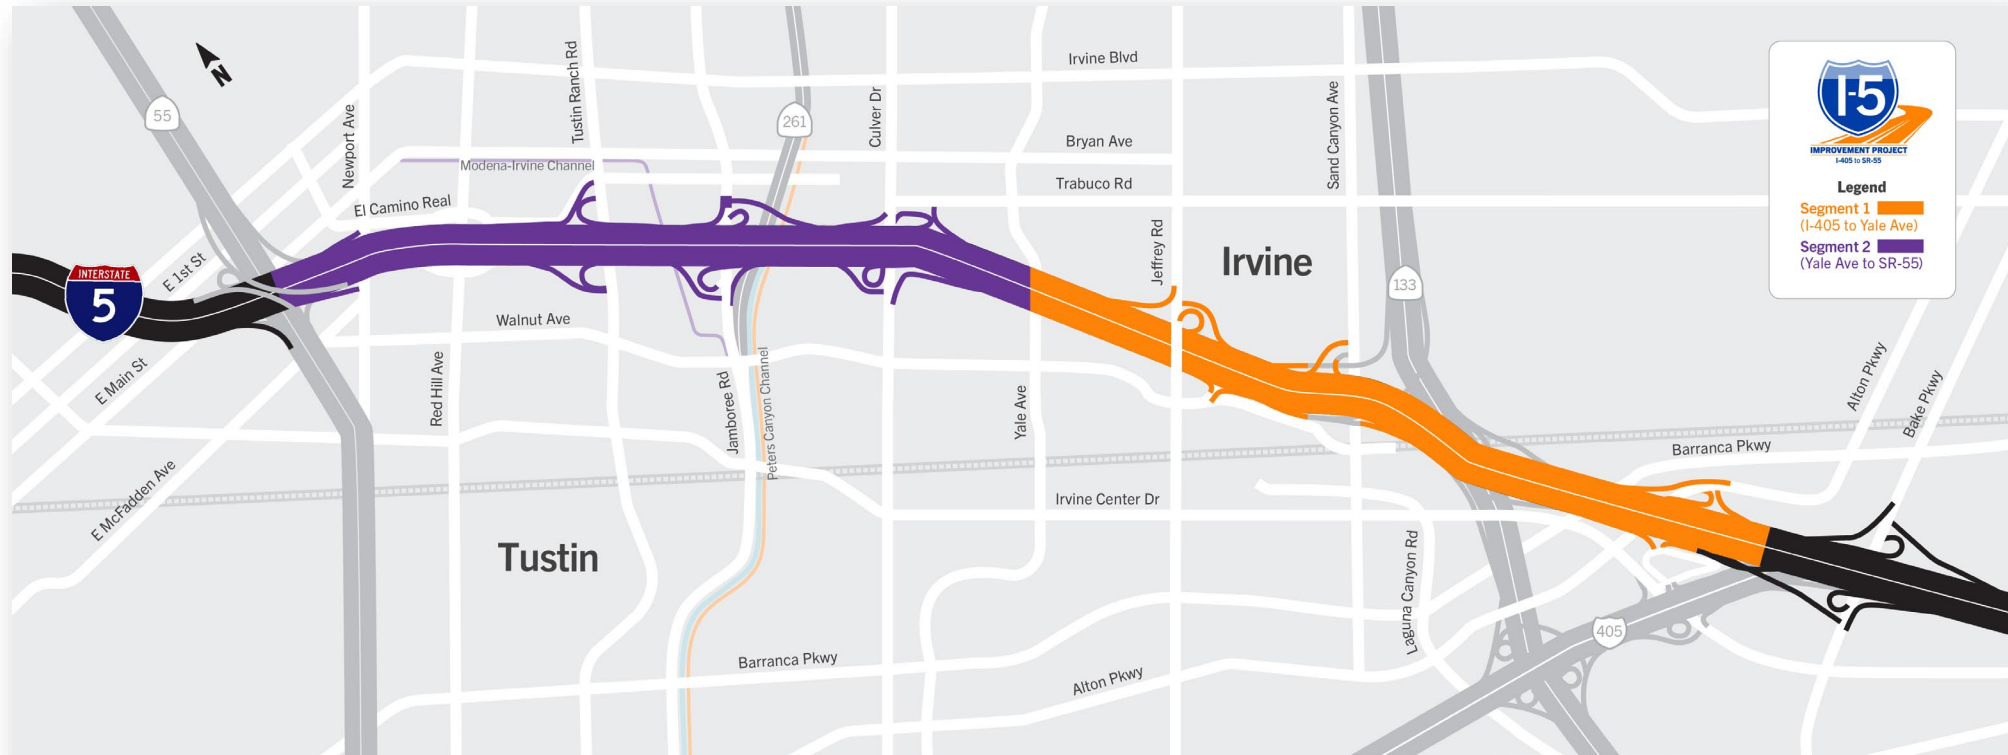 N
55
Newport Ave
Tustin Ranch Rd
261
Culver Dr
Irvine Blvd
Bryan Ave
Trabuco Rd
Sand Canyon Ave
Modena-Irvine Channel
El Camino Real
E 1st St
INTERSTATE
5
Jeffrey Rd
Irvine
133
I-5
IMPROVEMENT PROJECT
I-405 to SR-55
Legend
Segment 1
(I-405 to Yale Ave)
Segment 2
(Yale Ave to SR-55)
Walnut Ave
E Main St
Red Hill Ave
Jamboree Rd
Peters Canyon Channel
Yale Ave
Alton Pkwy
Bake Pkwy
Barranca Pkwy
E McFadden Ave
Irvine Center Dr
Tustin
Laguna Canyon Rd
405
Barranca Pkwy
Alton Pkwy